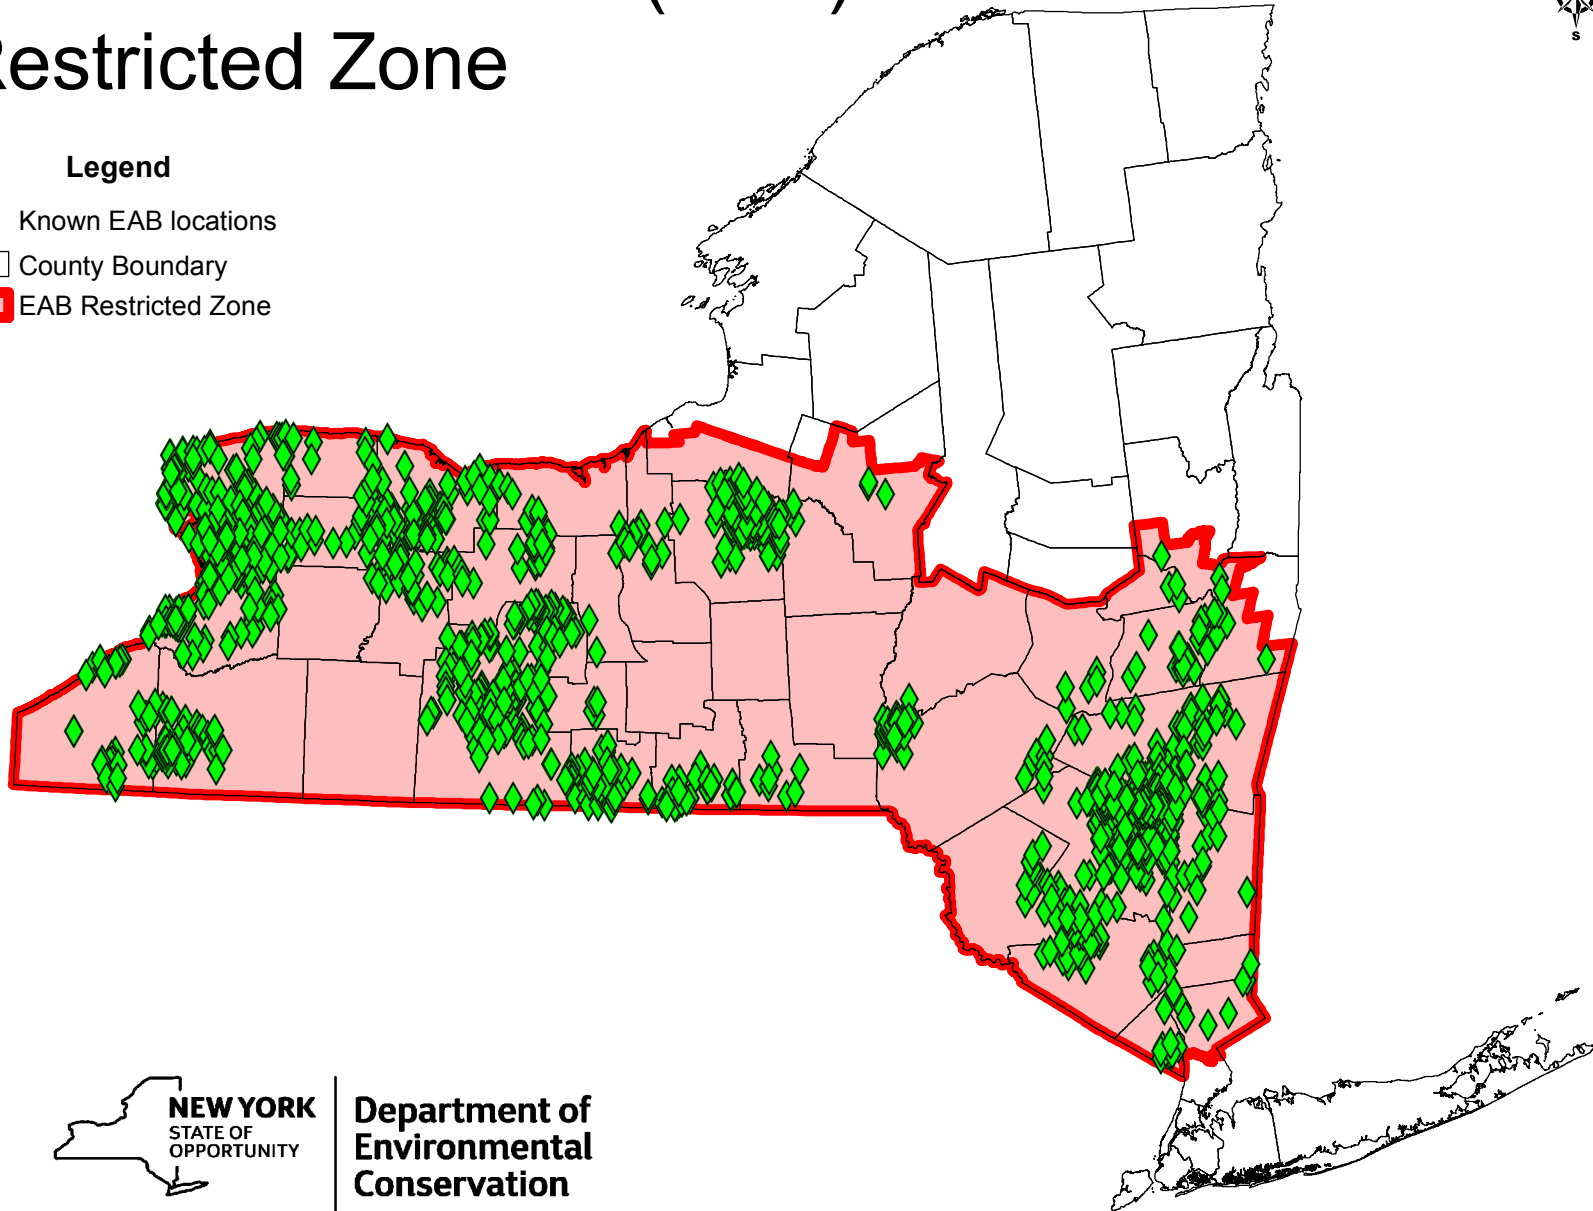 Restricted Zone
S
Legend
Known EAB locations
County Boundary
EAB Restricted Zone
NEW YORK
STATE OF
OPPORTUNITY
Department of
Environmental
Conservation